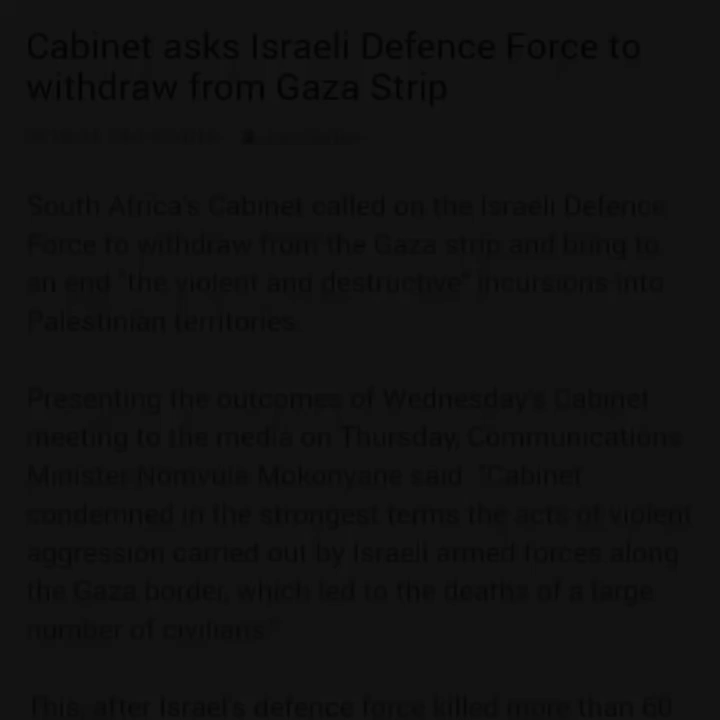 Cabinet asks Israeli Defence Force to
withdraw from Gaza Strip
South Africa's Cabinet called on the Israeli Defence
Force to withdraw from the Gaza strip and bring to
an end "the violent and destructive" incursions into
Palestinian territories.
Presenting the outcomes of Wednesday's Cabinet
meeting to the media on Thursday, Communications
Minister Nomvula Mokonyane said: "Cabinet
condemned in the strongest terms the acts of violent
aggression carried out by Israeli armed forces along
the Gaza border, which led to the deaths of a large
number of civilians."
This, after Israel's defence force killed more than 60